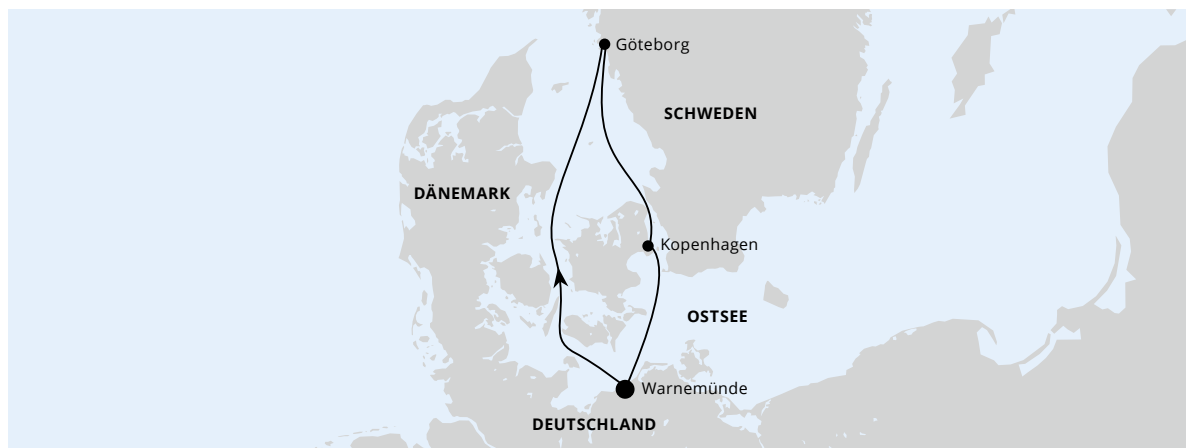 Göteborg
SCHWEDEN
DÄNEMARK
Kopenhagen
OSTSEE
Warnemünde
DEUTSCHLAND